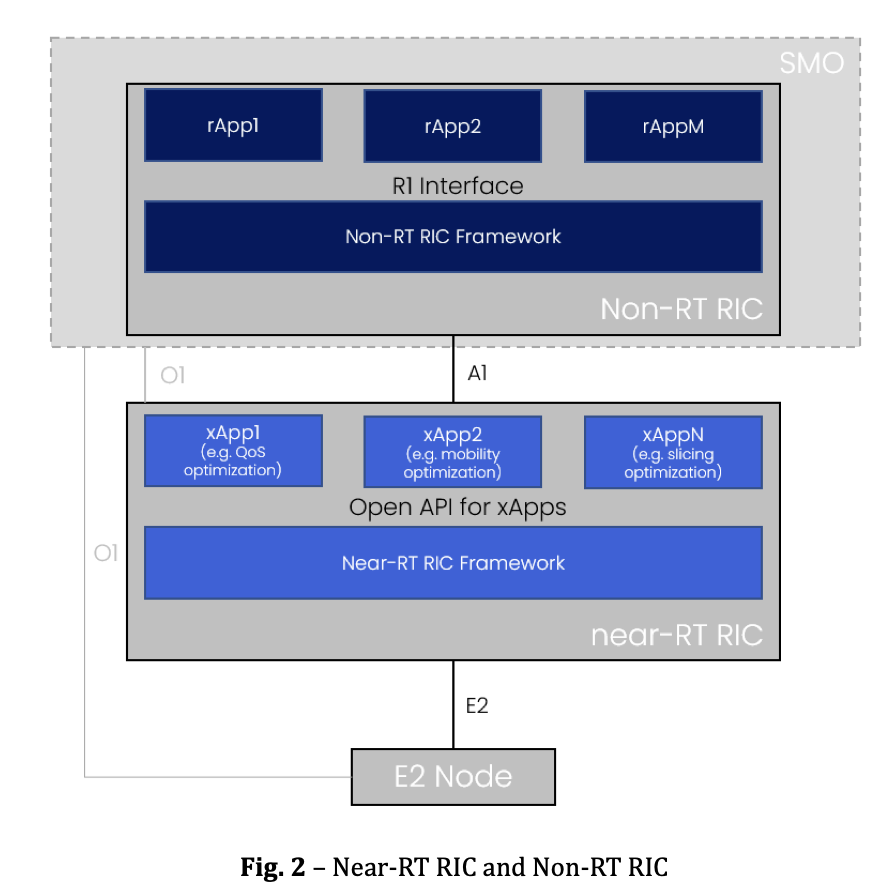 SMO
rApp1
rApp2
rAppM
R1 Interface
Non-RT RIC Framework
Non-RT RIC
O1
A1
xApp1
(e.g. QoS
optimization)
xApp2
(e.g. mobility
optimization)
xAppN
(e.g. slicing
optimization)
Open API for xApps
O1
Near-RT RIC Framework
near-RT RIC
E2
E2 Node
Fig. 2 – Near-RT RIC and Non-RT RIC